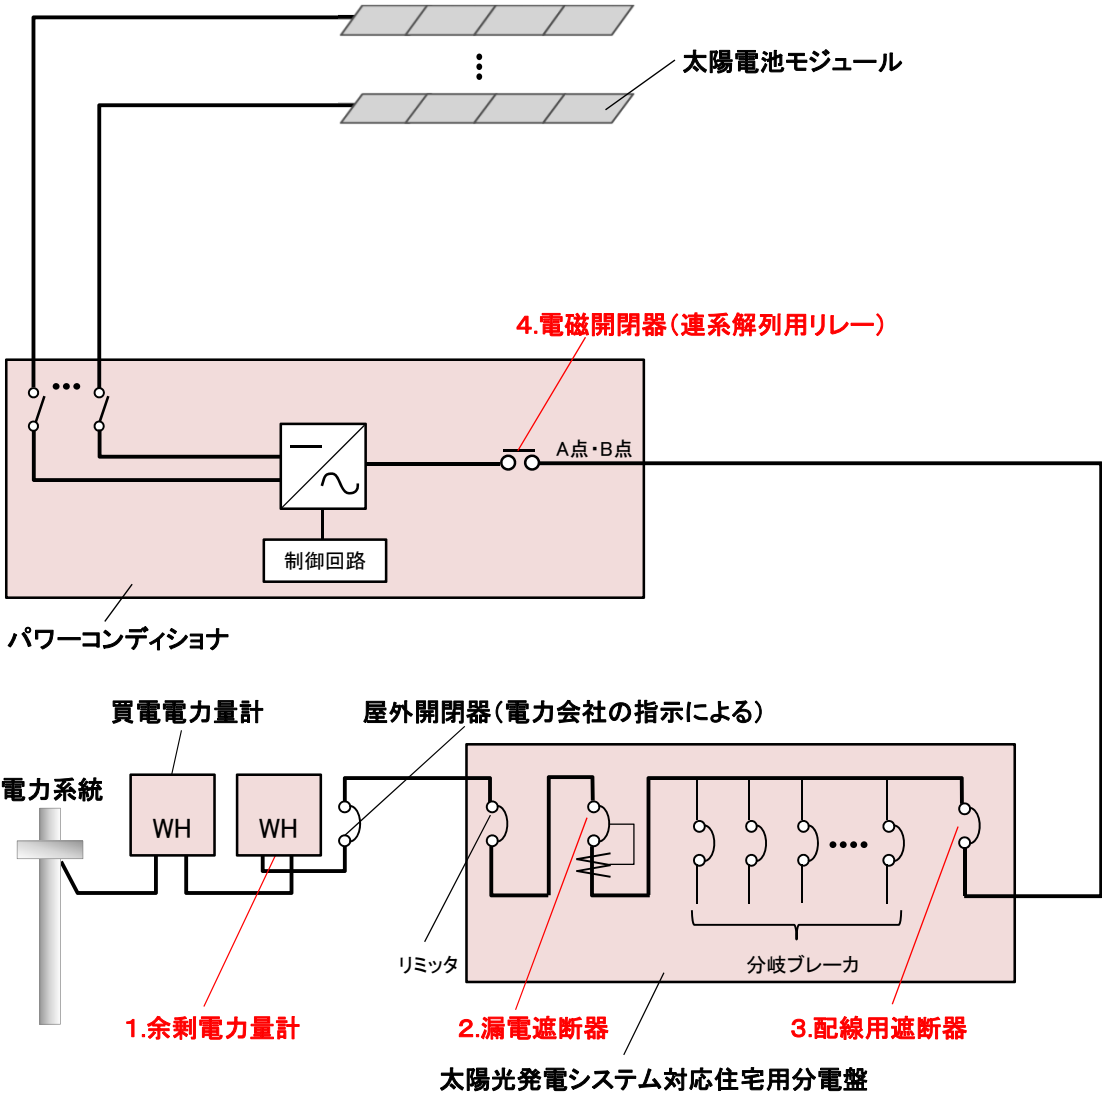 太陽電池モジュール
4.電磁開閉器(連系解列用リレー)
A点・B点
制御回路
パワーコンディショナ
買電電力量計
屋外開閉器(電力会社の指示による)
電力系統
WH
WH
リミッタ
分岐ブレーカ
1.余剰電力量計
2.漏電遮断器
3.配線用遮断器
太陽光発電システム対応住宅用分電盤